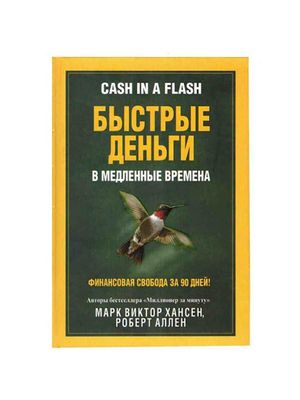 CASH IN A FLASH
БЫСТРЫЕ
ДЕНЬГИ
В МЕДЛЕННЫЕ ВРЕМЕНА
ФИНАНСОВАЯ СВОБОДА ЗА 90 ДНЕЙ!
Авторы бестселлера «Миллионер за минуту»
МАРК ВИКТОР ХАНСЕН,
РОБЕРТ АЛЛЕН